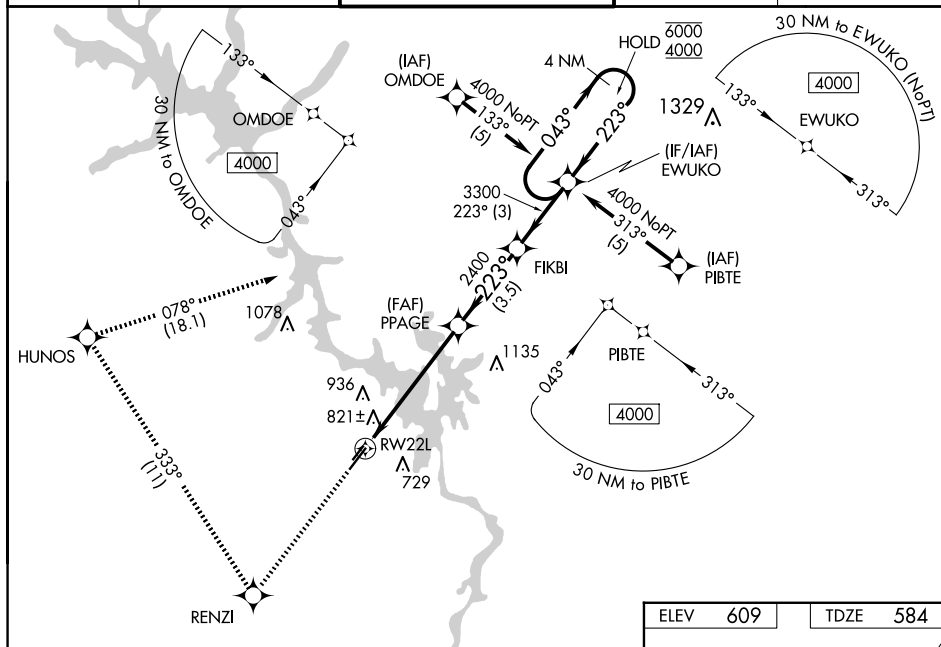 133°
OMDOE
4000
043°
30 NM to OMDOE
(IAF)
OMDOE
4000 NoPT
133°
(5)
4 NM
HOLD
6000
4000
043°
223°
1329
(IF/IAF)
EWUKO
30 NM to EWUKO (NoPT)
4000
133°
EWUKO
313°
3300
223° (3)
FIKBI
4000 NoPT
313°
(5)
(IAF)
PIBTE
2400
223°
(3.5)
(FAF)
PPAGE
1135
078°
(18.1)
1078
HUNOS
PIBTE
043°
313°
4000
30 NM to PIBTE
936
821±
RW22L
729
333°
(11)
RENZI
ELEV 609
TDZE 584